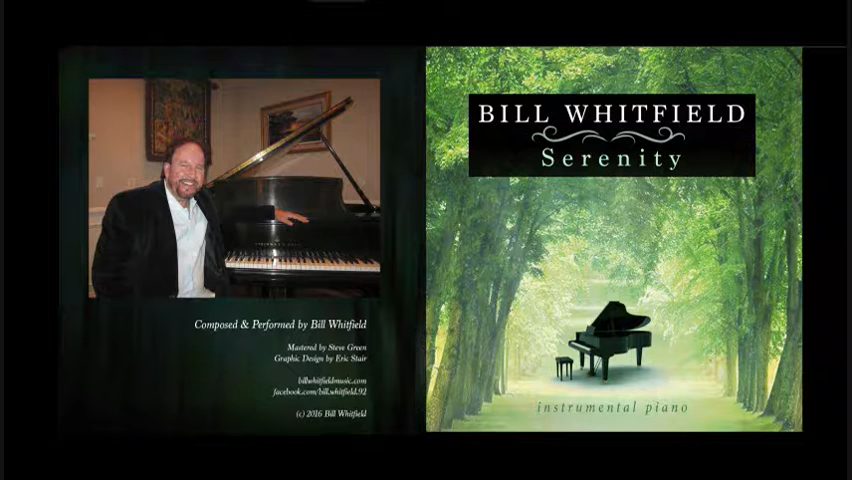 Composed & Performed by Bill Whitfield
Mastered by Steve Green
Graphic Design by Eric Stair
billwhitfieldmusic.com
facebook.com/bill.whitfield.92
(c) 2016 Bill Whitfield
BILL WHITFIELD
Serenity
instrumental piano